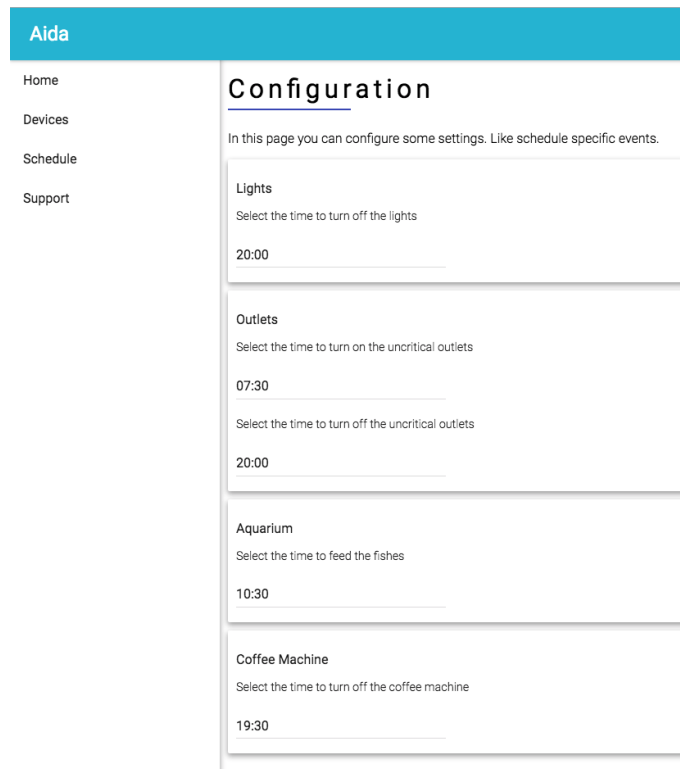 Aida
Home
Devices
Schedule
Support
Configuration
In this page you can configure some settings. Like schedule specific events.
Lights
Select the time to turn off the lights
20:00
Outlets
Select the time to turn on the uncritical outlets
07:30
Select the time to turn off the uncritical outlets
20:00
Aquarium
Select the time to feed the fishes
10:30
Coffee Machine
Select the time to turn off the coffee machine
19:30